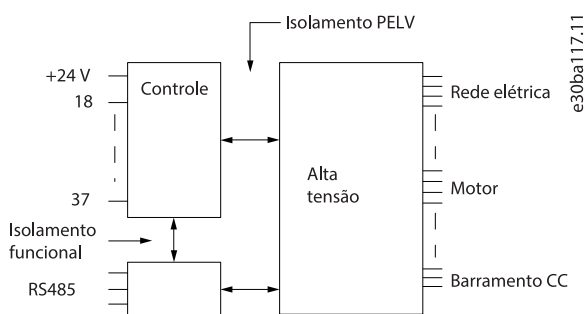 Isolamento PELV
e30ba117.11
+24 V
Controle
18
Rede elétrica
Alta
tensão
37
Motor
Isolamento
funcional
RS485
Barramento CC